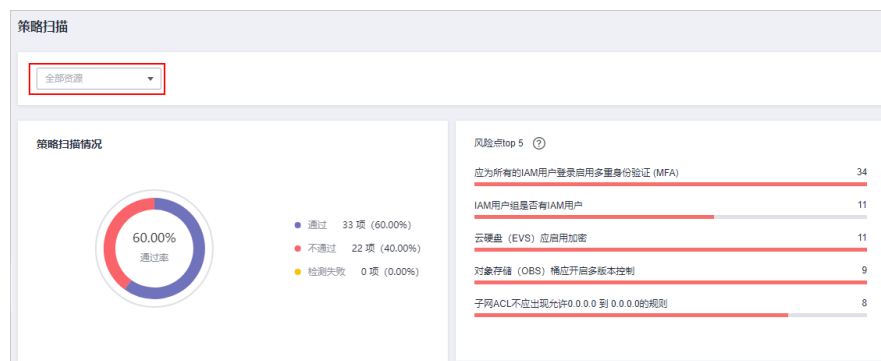 策略扫描
全部资源
策略扫描情况
60.00%
通过率
通过 33 项 (60.00%)
不通过 22 项 (40.00%)
检测失败 0 项 (0.00%)
风险点top 5 ?
应为所有的IAM用户登录启用多重身份验证 (MFA) 34
IAM用户组是否有IAM用户 11
云硬盘（EVS）应启用加密 11
对象存储（OBS）桶应开启多版本控制 9
子网ACL不应出现允许0.0.0.0 到 0.0.0.0的规则 8